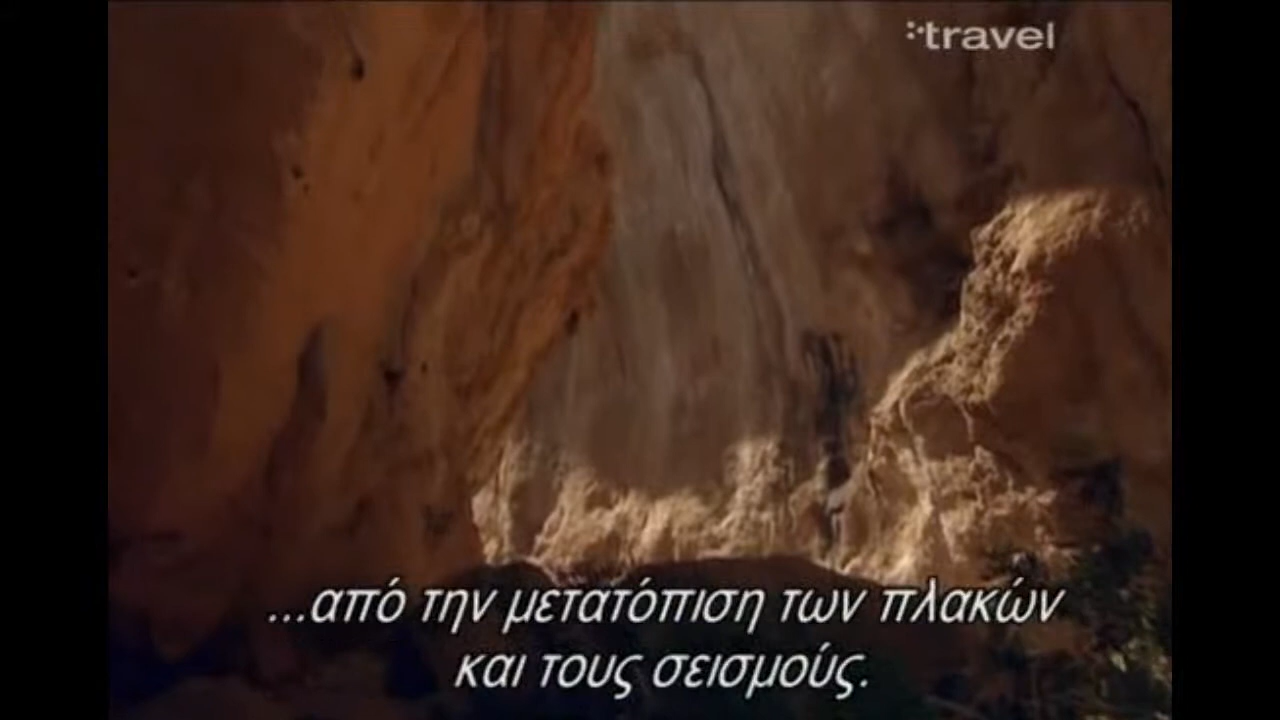 travel
...από την μετατόπιση των πλακών
και τους σεισμούς.